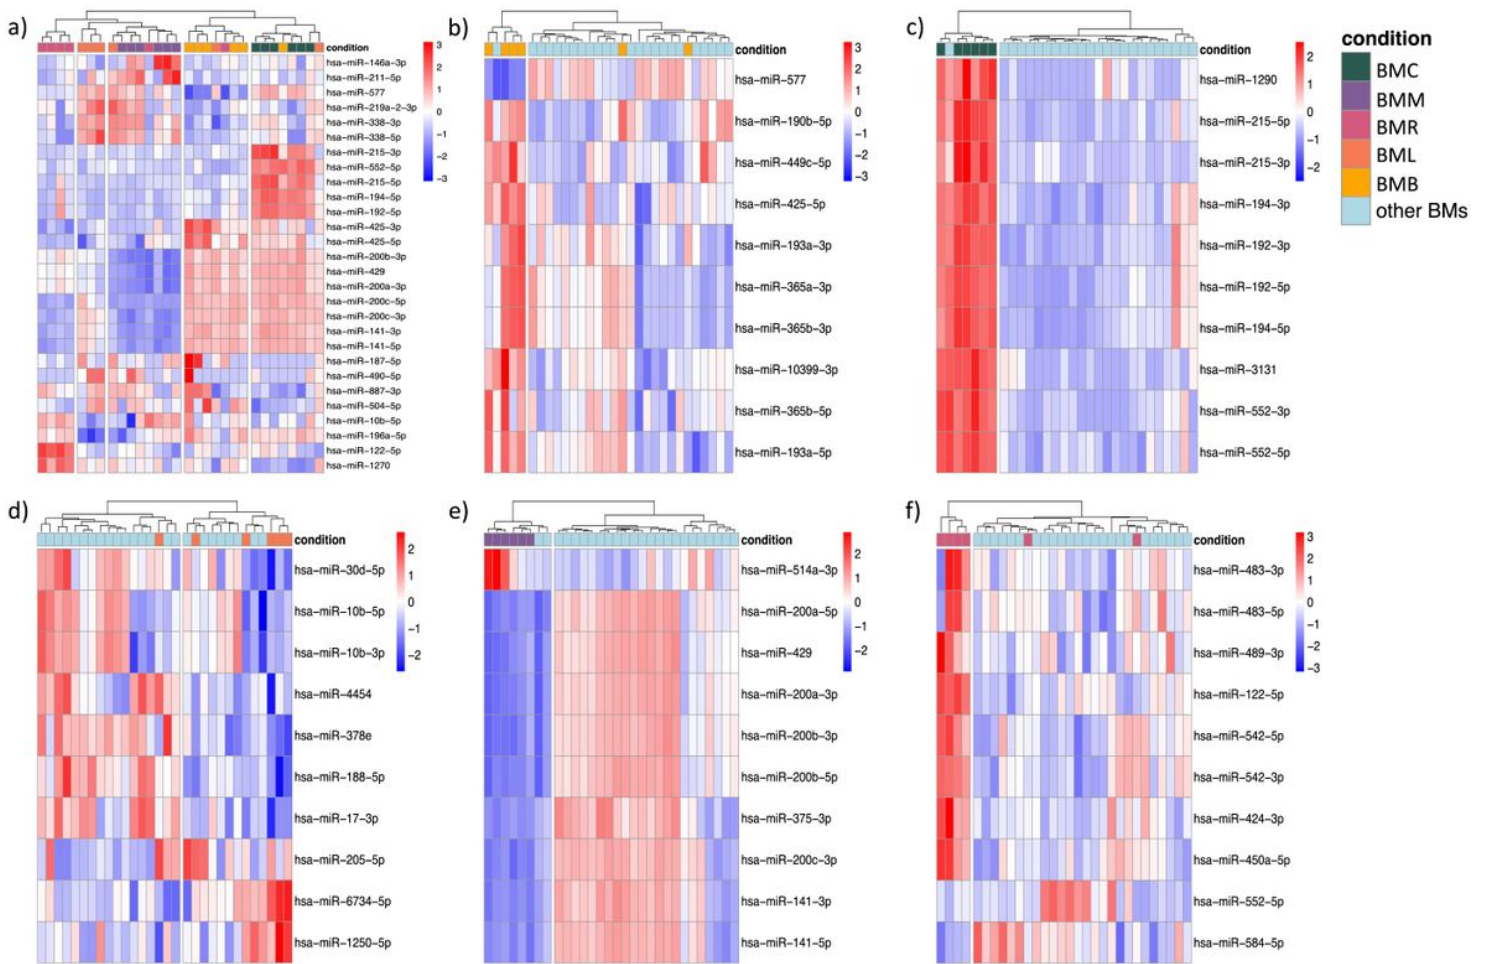 a)
condition
hsa-miR-146a-3p
hsa-miR-211-5p
hsa-miR-577
hsa-miR-219a-2-3p
hsa-miR-338-3p
hsa-miR-338-5p
hsa-miR-215-3p
hsa-miR-552-5p
hsa-miR-215-5p
hsa-miR-194-5p
hsa-miR-192-5p
hsa-miR-425-3p
hsa-miR-425-5p
hsa-miR-200b-3p
hsa-miR-429
hsa-miR-200a-3p
hsa-miR-200c-5p
hsa-miR-200c-3p
hsa-miR-141-3p
hsa-miR-141-5p
hsa-miR-187-5p
hsa-miR-490-5p
hsa-miR-887-3p
hsa-miR-504-5p
hsa-miR-10b-5p
hsa-miR-196a-5p
hsa-miR-122-5p
hsa-miR-1270
3
2
1
0
-1
-2
-3
b)
condition
hsa-miR-577
hsa-miR-190b-5p
hsa-miR-449c-5p
hsa-miR-425-5p
hsa-miR-193a-3p
hsa-miR-365a-3p
hsa-miR-365b-3p
hsa-miR-10399-3p
hsa-miR-365b-5p
hsa-miR-193a-5p
3
2
1
0
-1
-2
-3
c)
condition
hsa-miR-1290
hsa-miR-215-5p
hsa-miR-215-3p
hsa-miR-194-3p
hsa-miR-192-3p
hsa-miR-192-5p
hsa-miR-194-5p
hsa-miR-3131
hsa-miR-552-3p
hsa-miR-552-5p
2
1
0
-1
-2
condition
BMC
BMM
BMR
BML
BMB
other BMs
d)
condition
hsa-miR-30d-5p
hsa-miR-10b-5p
hsa-miR-10b-3p
hsa-miR-4454
hsa-miR-378e
hsa-miR-188-5p
hsa-miR-17-3p
hsa-miR-205-5p
hsa-miR-6734-5p
hsa-miR-1250-5p
2
1
0
-1
-2
e)
condition
hsa-miR-514a-3p
hsa-miR-200a-5p
hsa-miR-429
hsa-miR-200a-3p
hsa-miR-200b-3p
hsa-miR-200b-5p
hsa-miR-375-3p
hsa-miR-200c-3p
hsa-miR-141-3p
hsa-miR-141-5p
2
1
0
-1
-2
f)
condition
hsa-miR-483-3p
hsa-miR-483-5p
hsa-miR-489-3p
hsa-miR-122-5p
hsa-miR-542-5p
hsa-miR-542-3p
hsa-miR-424-3p
hsa-miR-450a-5p
hsa-miR-552-5p
hsa-miR-584-5p
3
2
1
0
-1
-2
-3